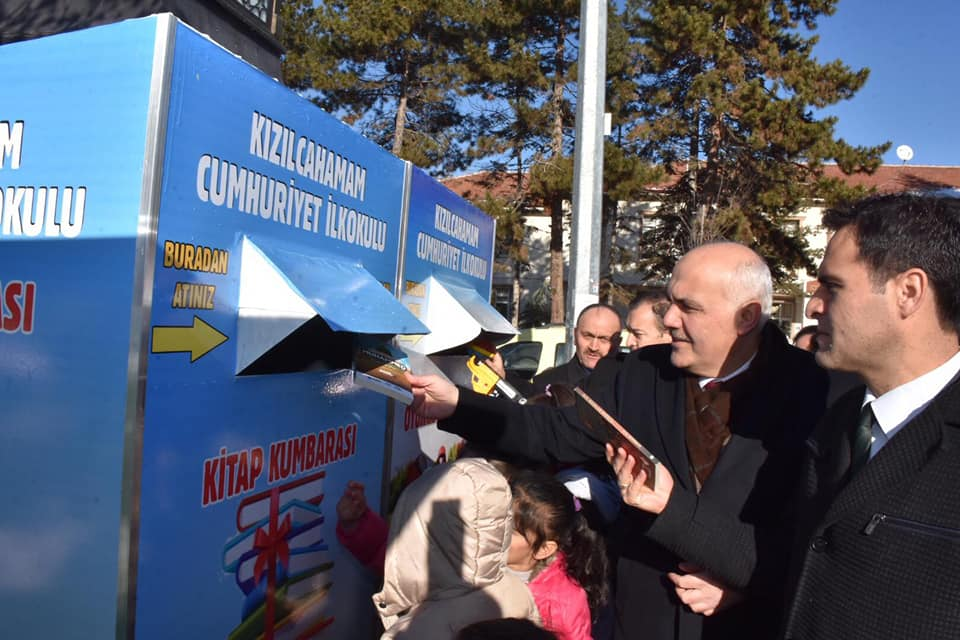 M
OKULU
ASI
KIZILCAHAMAM
CUMHURİYET İLKOKULU
BURADAN
ATINIZ
KİTAP KUMBARASI
KIZILCAHAMAM
CUMHURİYET İLKOKULU